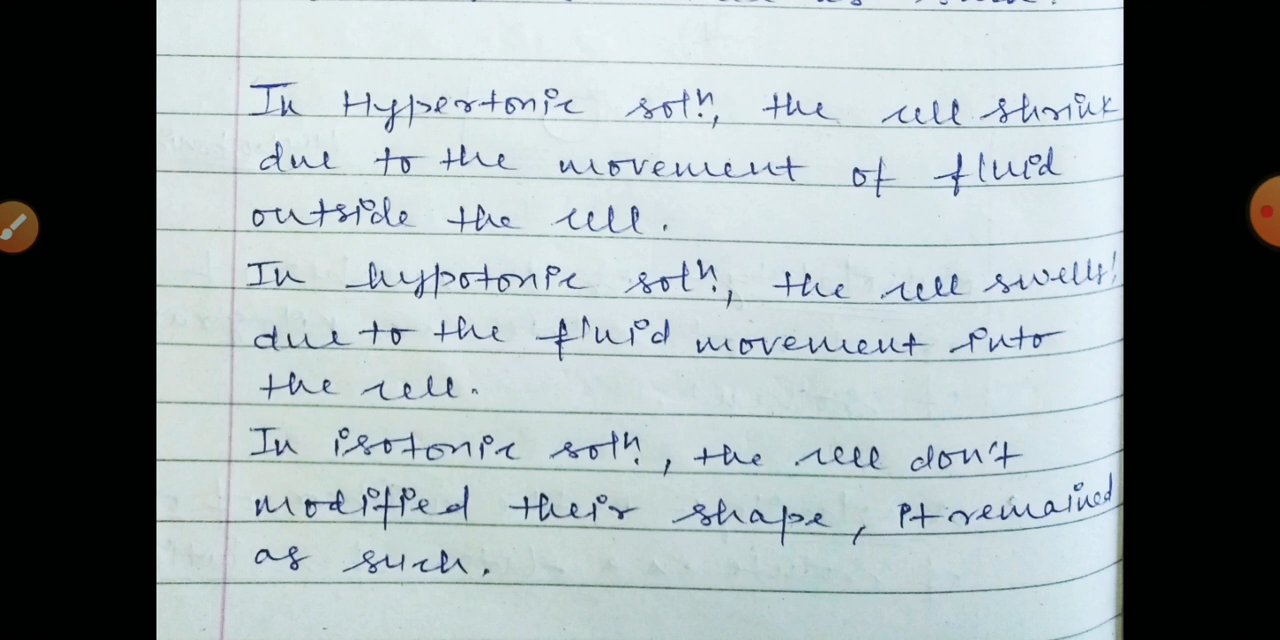 In Hypertonic solⁿ, the cell shrink
due to the movement of fluid
outside the cell.
In hypotonic solⁿ, the cell swells
due to the fluid movement into
the cell.
In isotonic solⁿ, the cell don't
modified their shape, It remained
as such.